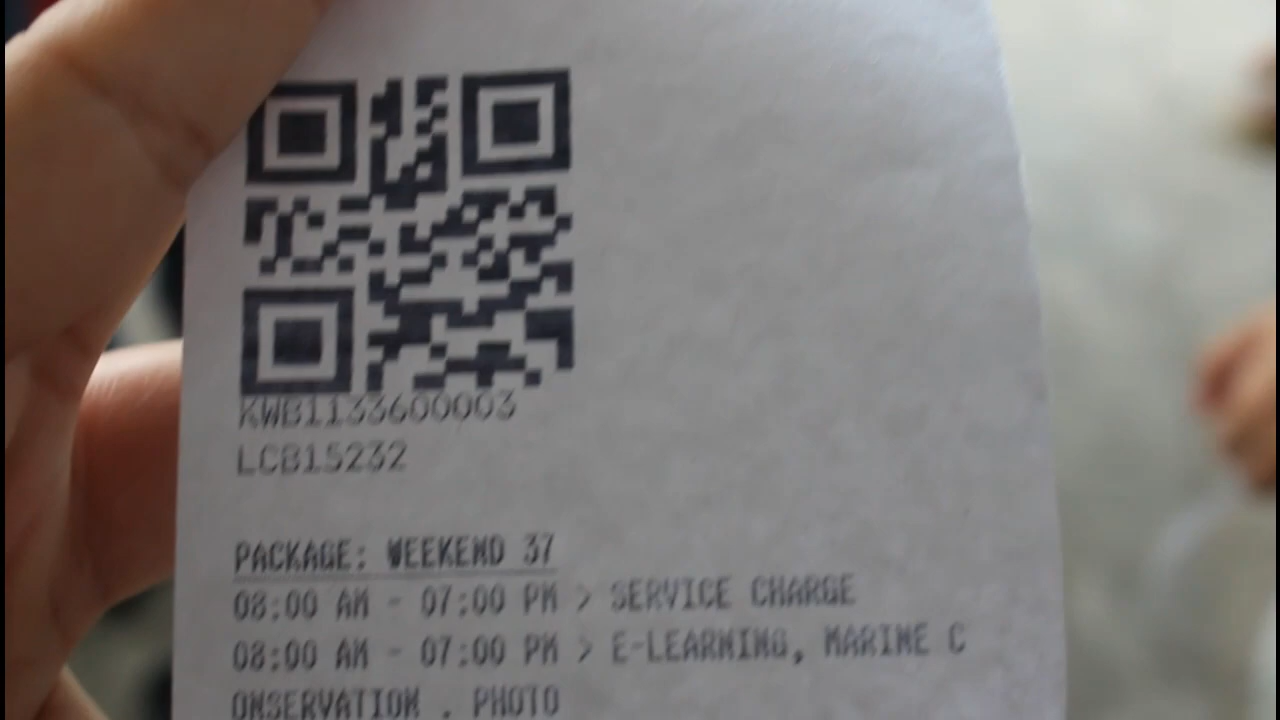 KWB1133600003
LCB15232
PACKAGE: WEEKEND 37
08:00 AM - 07:00 PM > SERVICE CHARGE
08:00 AM - 07:00 PM > E-LEARNING, MARINE C
ONSERVATION . PHOTO